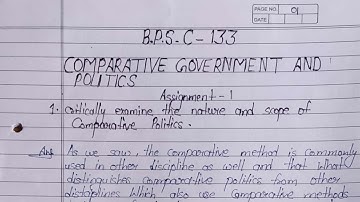 PAGE NO. 01
DATE
B.P.S-C-133
COMPARATIVE GOVERNMENT AND
POLITICS
Assignment-1
1. critically examine the nature and scope of
Comparative Politics.
Ans As we saw, the comparative method is commonly
used in other discipline as well and that What
distinguishes comparative politics from other
disciplines which also use Comparative methods